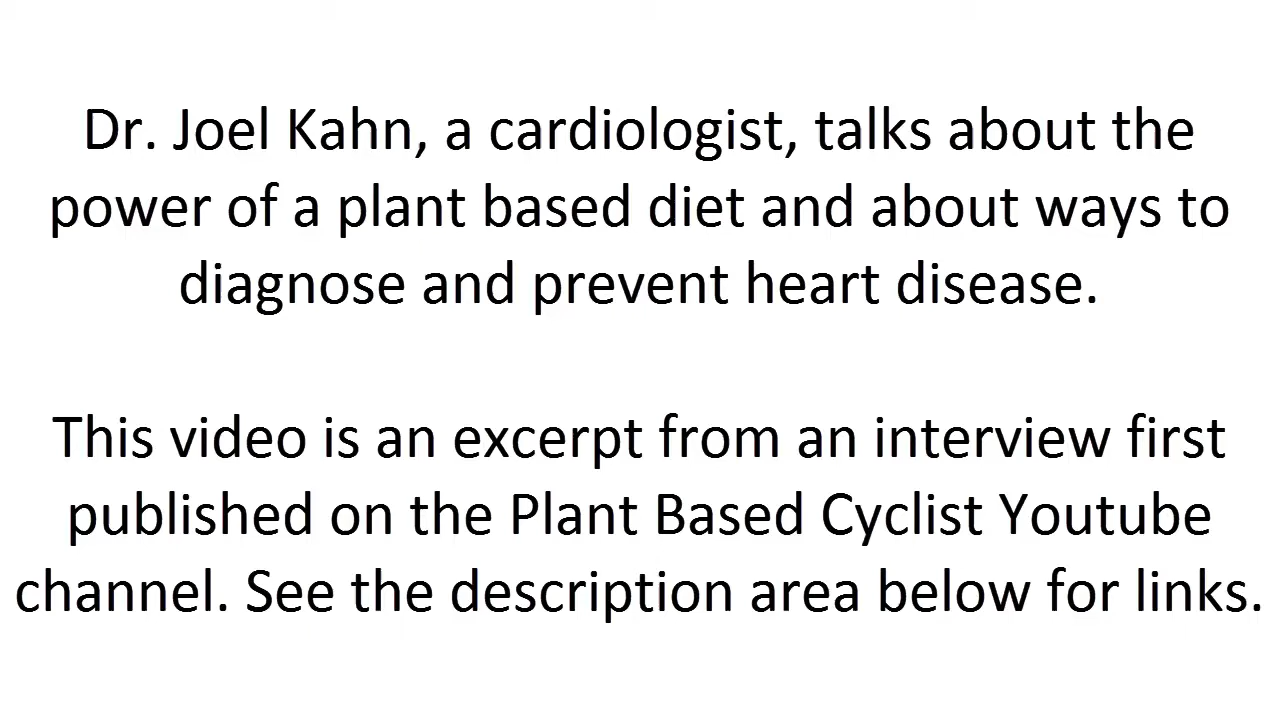 Dr. Joel Kahn, a cardiologist, talks about the
power of a plant based diet and about ways to
diagnose and prevent heart disease.
This video is an excerpt from an interview first
published on the Plant Based Cyclist Youtube
channel. See the description area below for links.